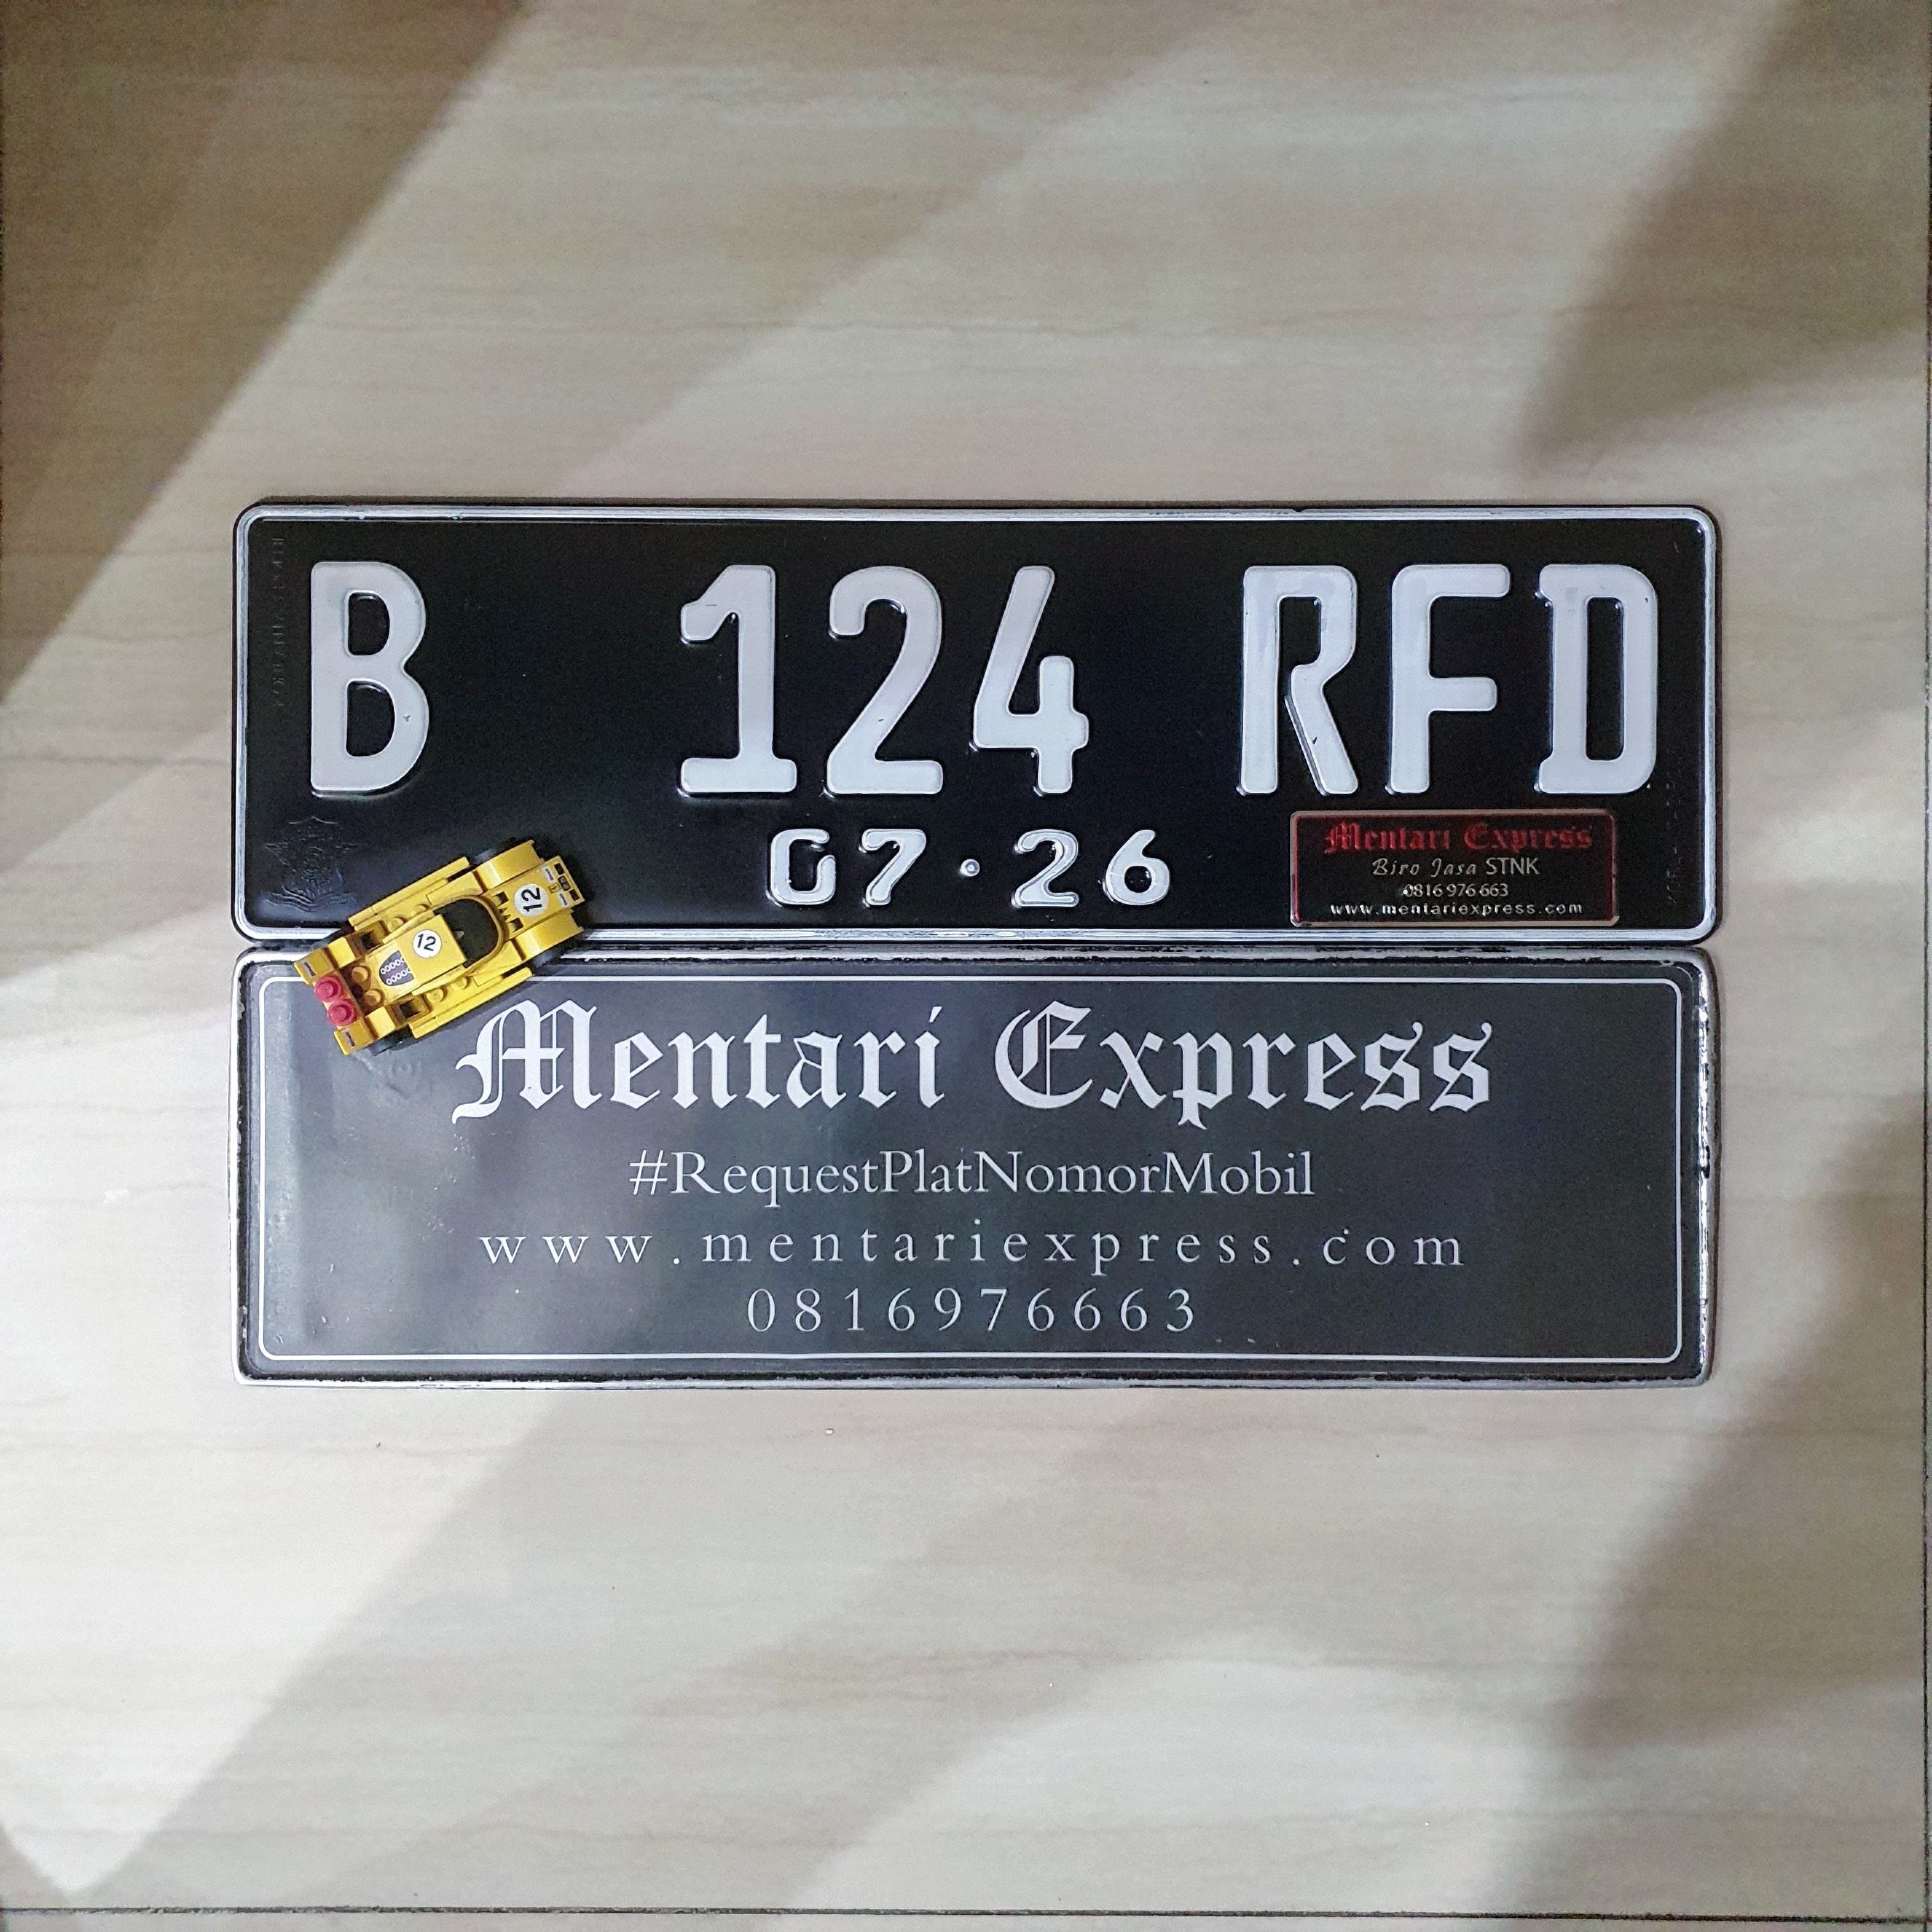 B 124 RFD
07·26
Mentari Express
Biro Jasa STNK
0816 976 663
www.mentariexpress.com
12
12
Mentari Express
#RequestPlatNomorMobil
www.mentariexpress.com
0816976663